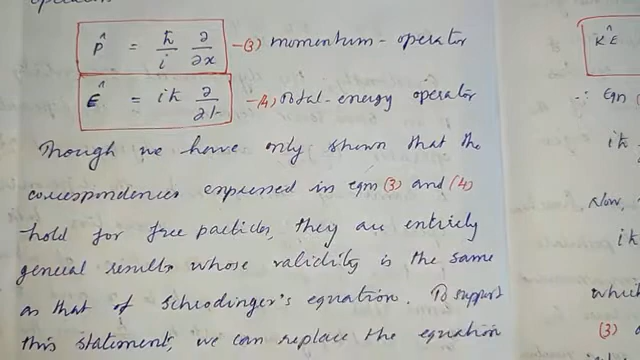 p̂ = ħ/i ∂/∂x —(3) momentum - operator
Ê = iħ ∂/∂t —(4) total-energy operator
Though we have only shown that the
correspondences expressed in eqn (3) and (4)
hold for free particles, they are entirely
general results whose validity is the same
as that of Schrodinger's equation. To support
this statement, we can replace the equation
K̂E
∴ Eqn
iħ
Now,
iħ
whic
(3) a